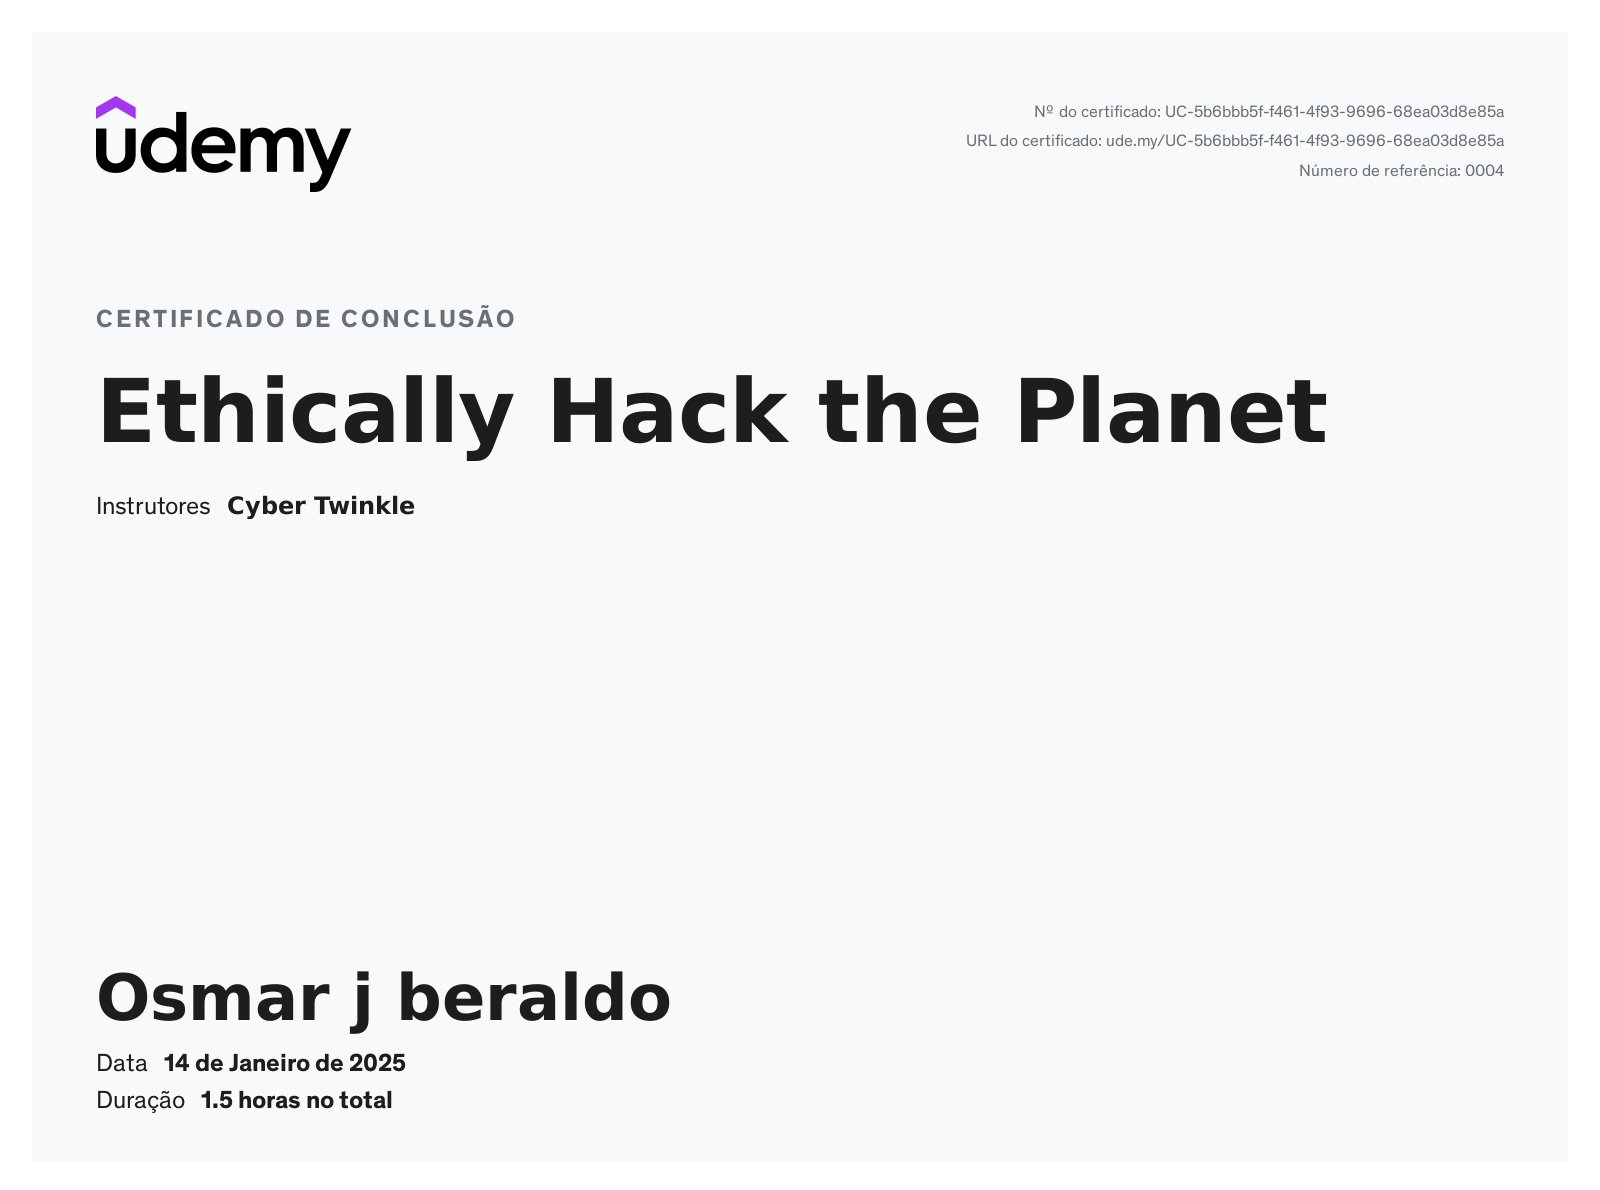 udemy
Nº do certificado: UC-5b6bbb5f-f461-4f93-9696-68ea03d8e85a
URL do certificado: ude.my/UC-5b6bbb5f-f461-4f93-9696-68ea03d8e85a
Número de referência: 0004
CERTIFICADO DE CONCLUSÃO
Ethically Hack the Planet
Instrutores Cyber Twinkle
Osmar j beraldo
Data 14 de Janeiro de 2025
Duração 1.5 horas no total